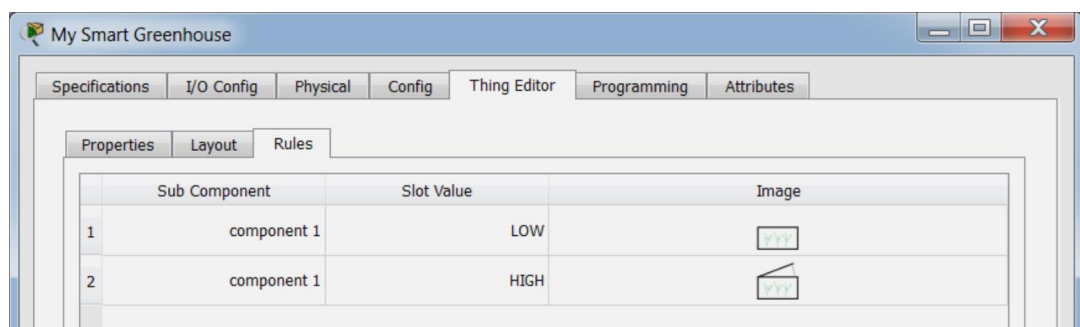 My Smart Greenhouse
Specifications I/O Config Physical Config Thing Editor Programming Attributes
Properties Layout Rules
Sub Component Slot Value Image
1 component 1 LOW
2 component 1 HIGH